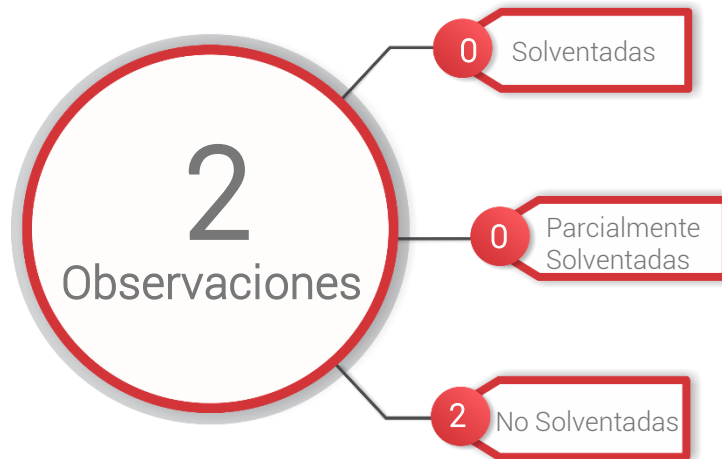 2
Observaciones
0
Solventadas
0
Parcialmente
Solventadas
2
No Solventadas